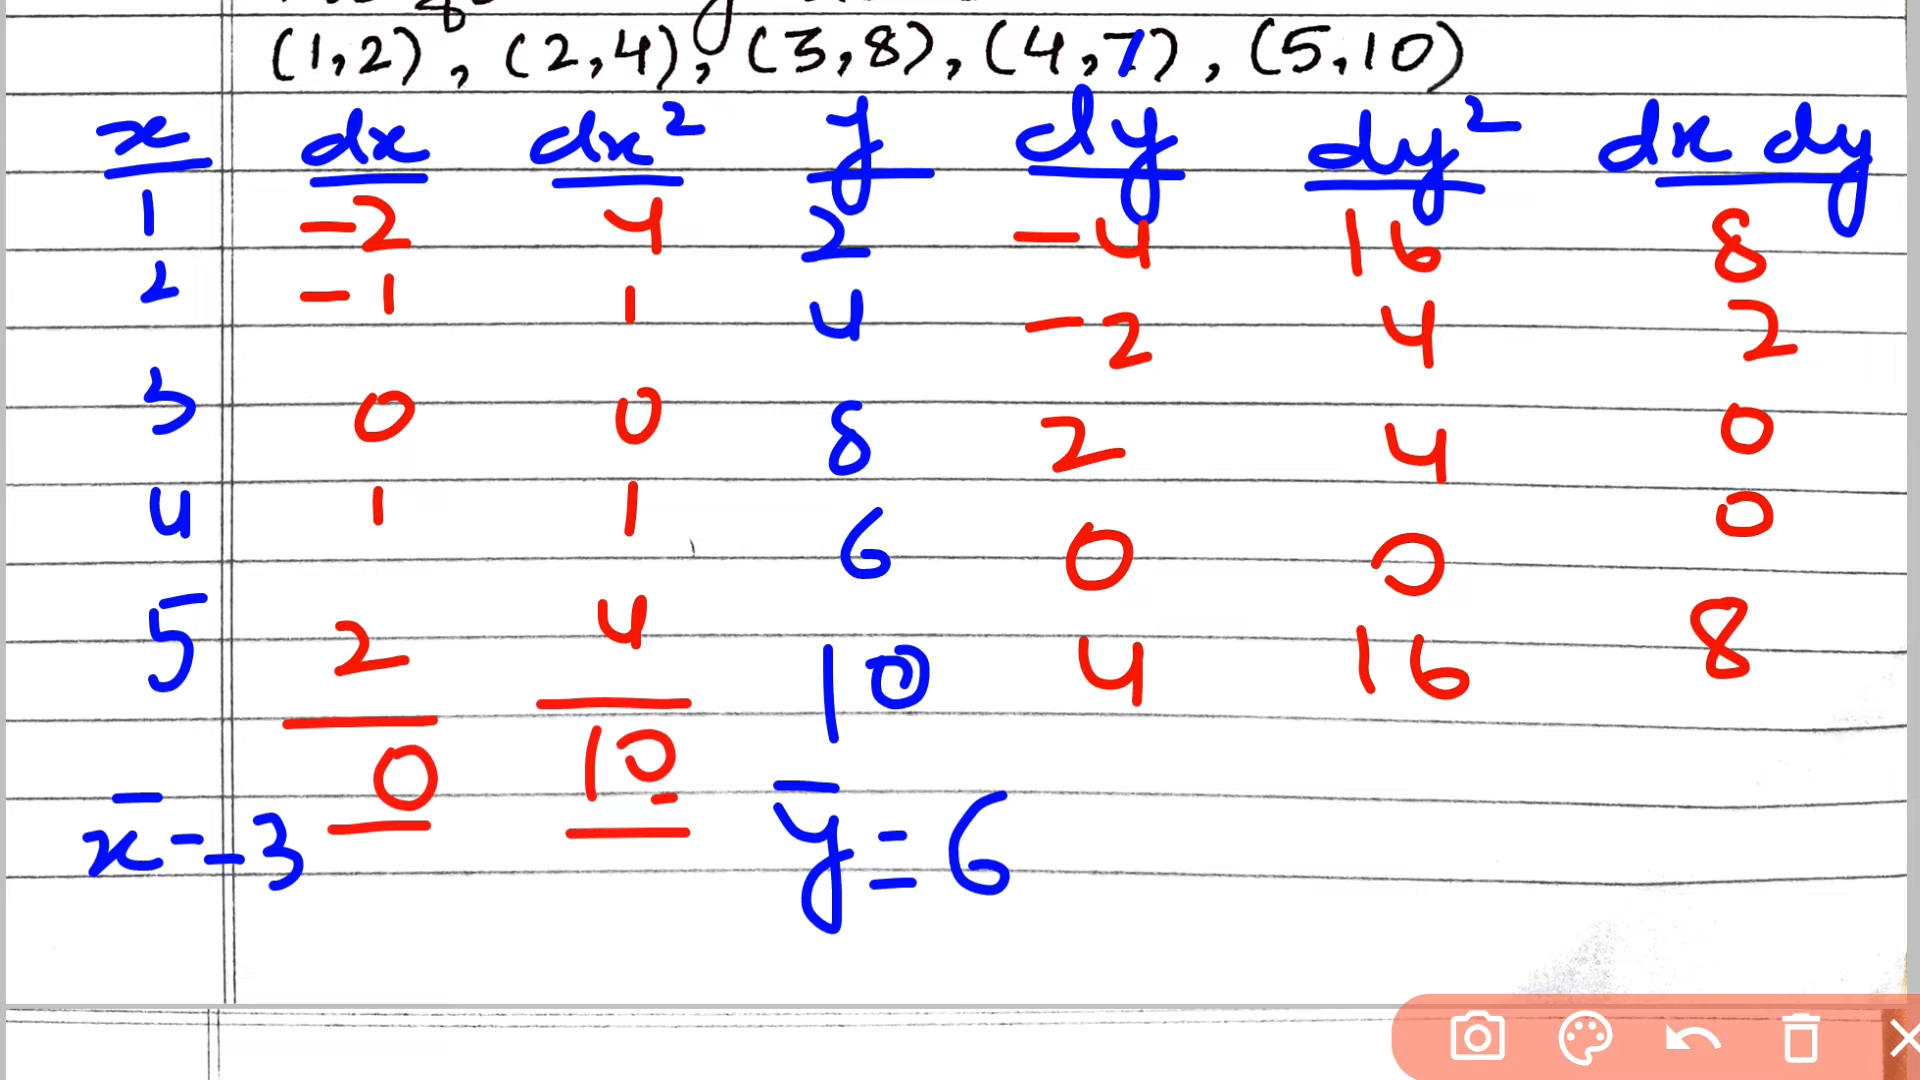 (1,2), (2,4), (3,8), (4,7), (5,10)
x dx dx² y dy dy² dx dy
1 -2 4 2 -4 16 8
2 -1 1 4 -2 4 2
3 0 0 8 2 4 0
4 1 1 6 0 0 0
5 2 4 10 4 16 8
0 10
x̄ = 3 ȳ = 6